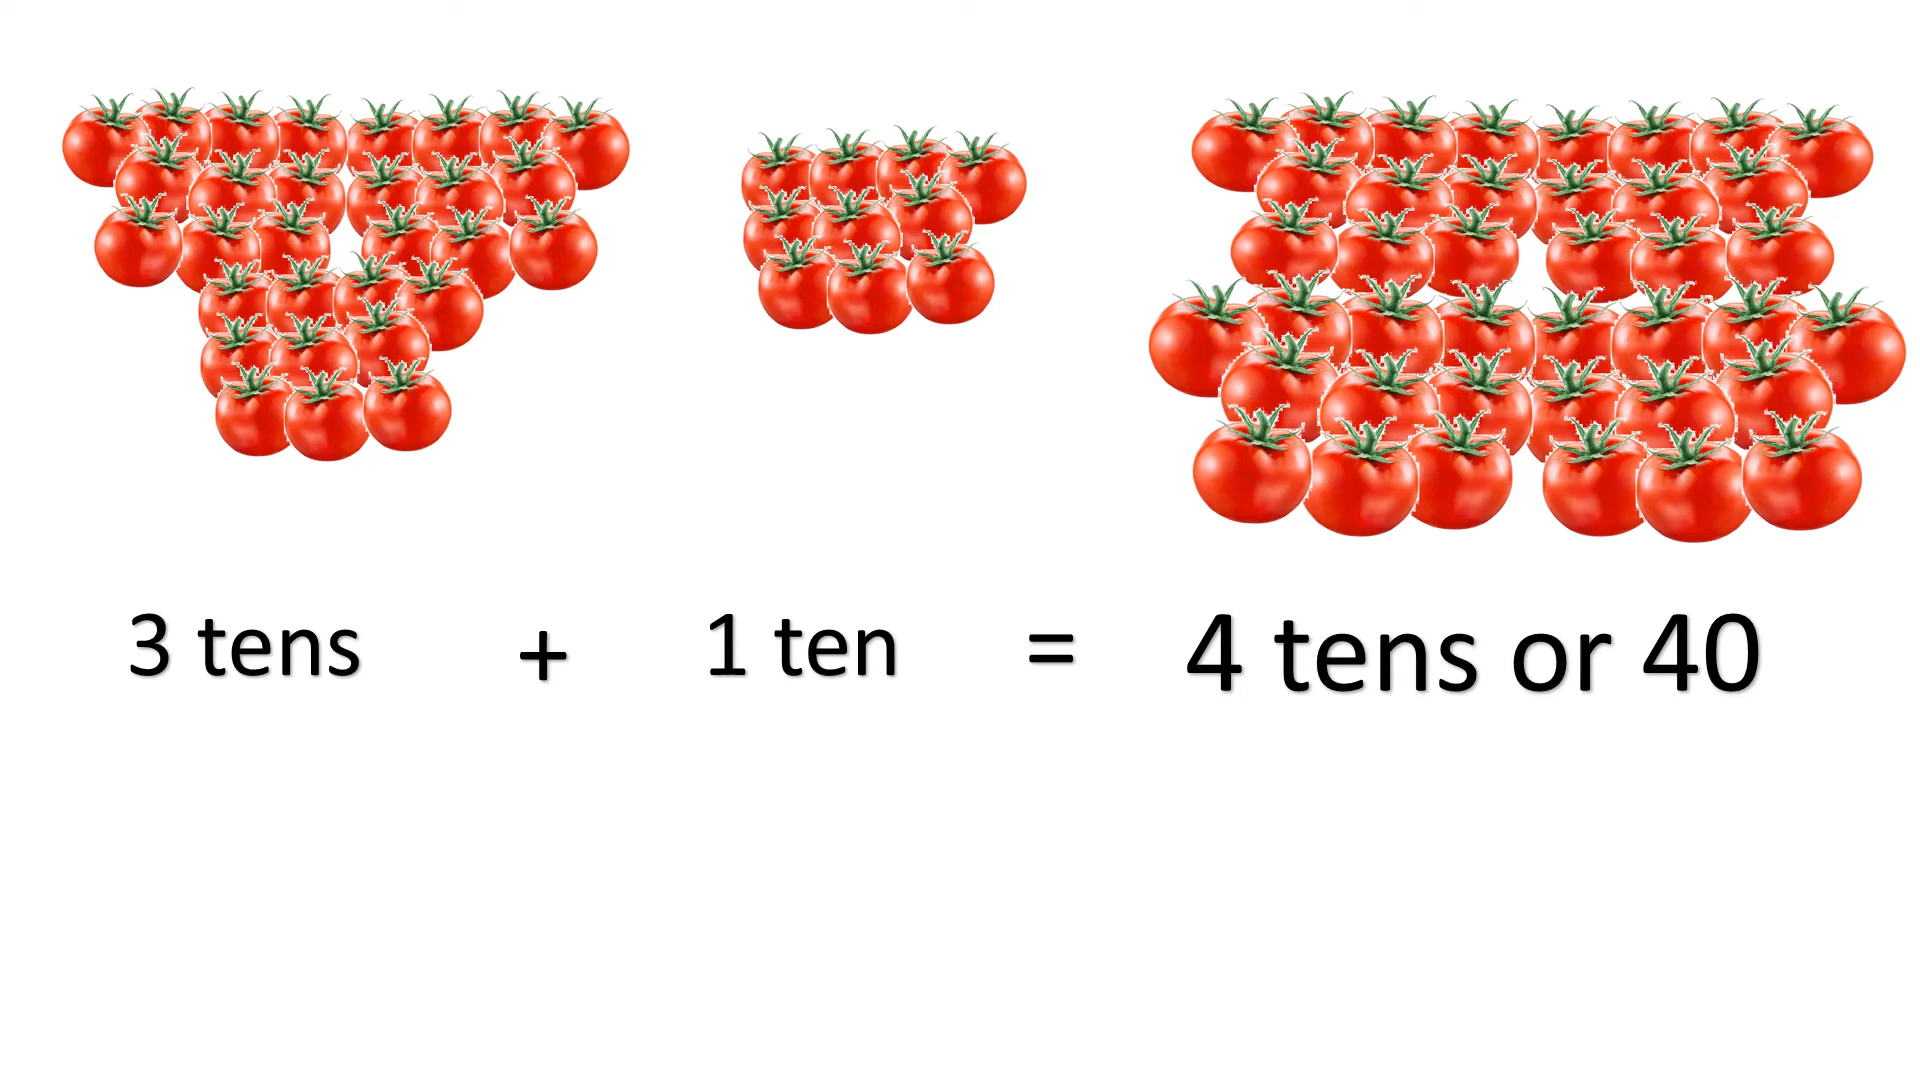 3 tens + 1 ten = 4 tens or 40